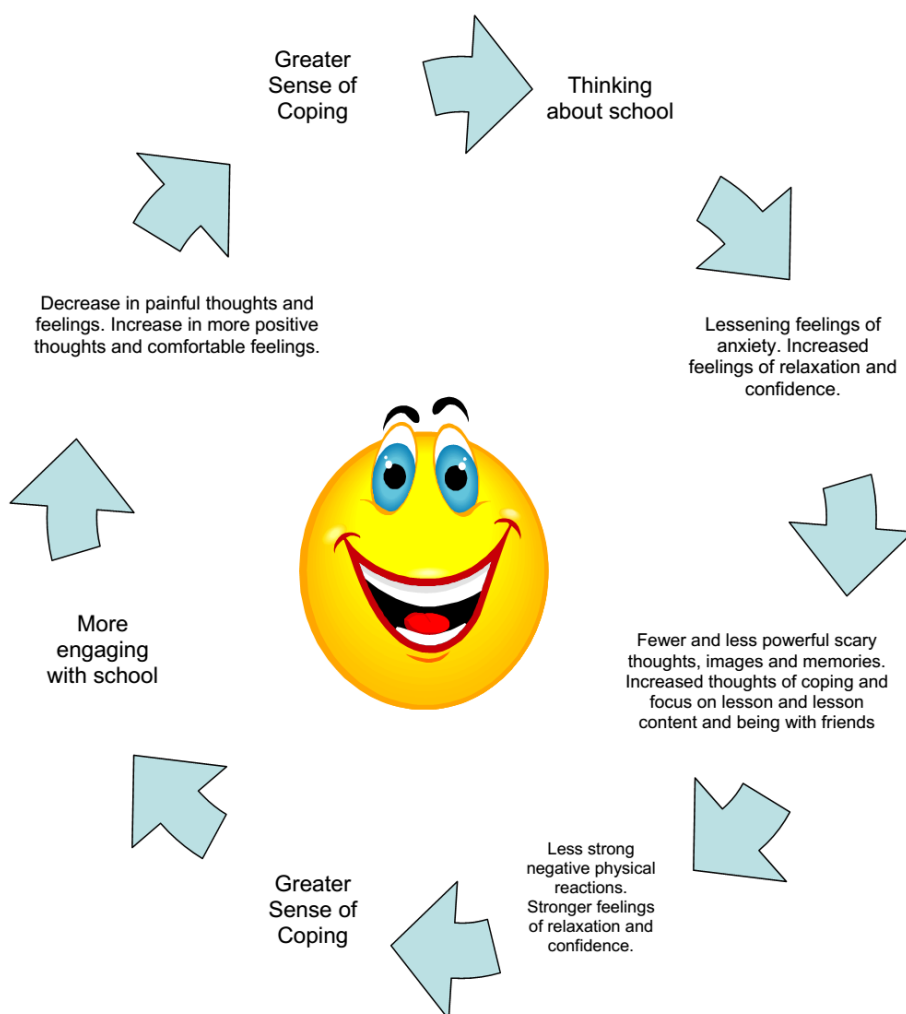 Greater
Sense of
Coping
Thinking
about school
Lessening feelings of
anxiety. Increased
feelings of relaxation and
confidence.
Fewer and less powerful scary
thoughts, images and memories.
Increased thoughts of coping and
focus on lesson and lesson
content and being with friends
Less strong
negative physical
reactions.
Stronger feelings
of relaxation and
confidence.
Greater
Sense of
Coping
More
engaging
with school
Decrease in painful thoughts and
feelings. Increase in more positive
thoughts and comfortable feelings.